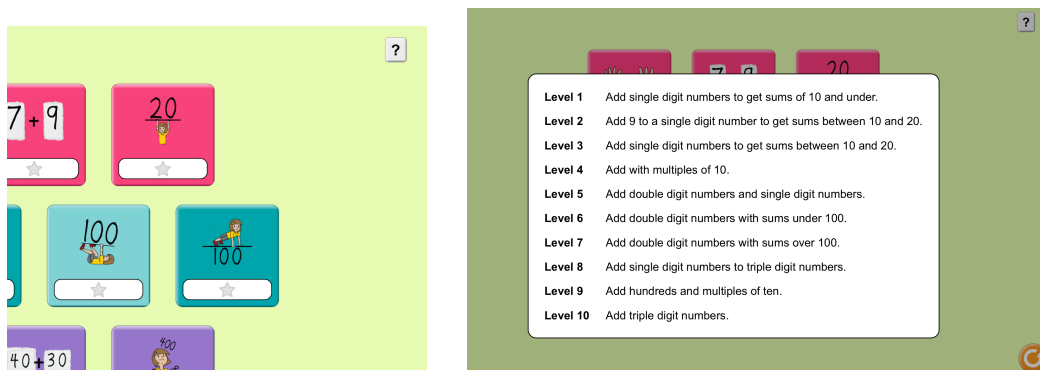 ?
7 + 9
20
100
100
40+30
400
?
7 9
20
Level 1 Add single digit numbers to get sums of 10 and under.
Level 2 Add 9 to a single digit number to get sums between 10 and 20.
Level 3 Add single digit numbers to get sums between 10 and 20.
Level 4 Add with multiples of 10.
Level 5 Add double digit numbers and single digit numbers.
Level 6 Add double digit numbers with sums under 100.
Level 7 Add double digit numbers with sums over 100.
Level 8 Add single digit numbers to triple digit numbers.
Level 9 Add hundreds and multiples of ten.
Level 10 Add triple digit numbers.